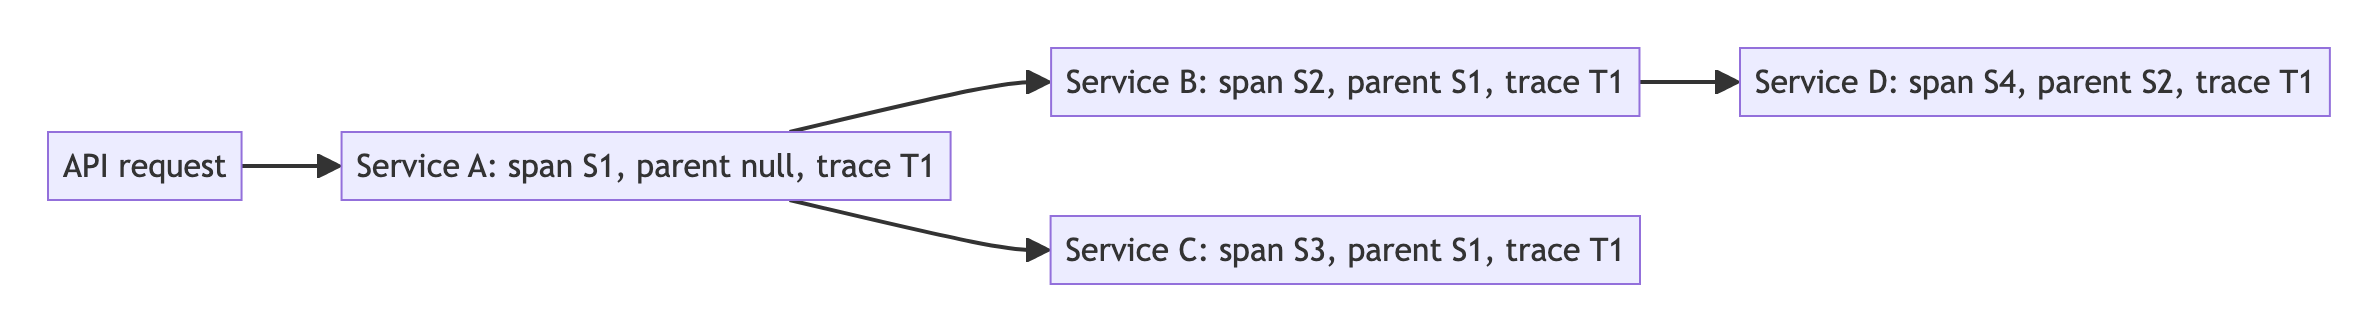 API request
Service A: span S1, parent null, trace T1
Service B: span S2, parent S1, trace T1
Service D: span S4, parent S2, trace T1
Service C: span S3, parent S1, trace T1